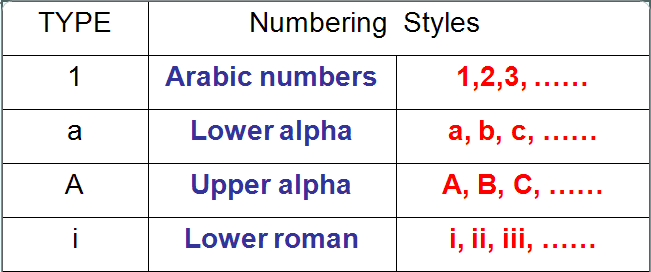 TYPE Numbering Styles
1 Arabic numbers 1,2,3, ……
a Lower alpha a, b, c, ……
A Upper alpha A, B, C, ……
i Lower roman i, ii, iii, ……